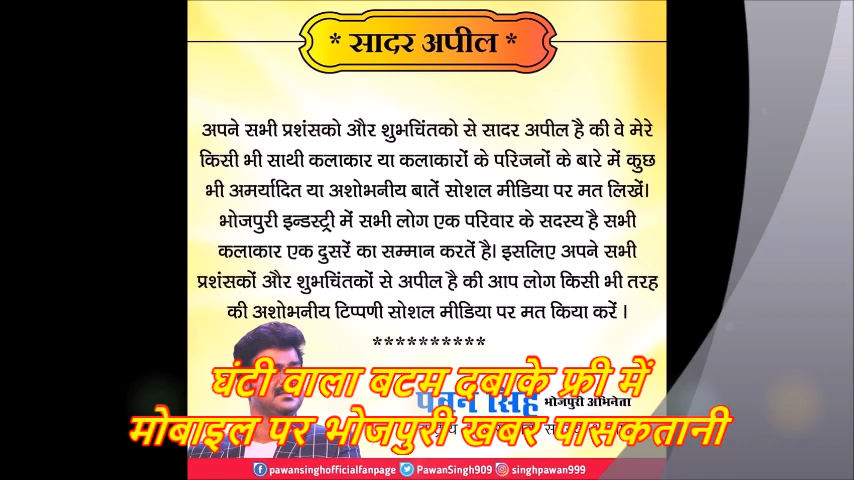 * सादर अपील *
अपने सभी प्रशंसको और शुभचिंतको से सादर अपील है की वे मेरे
किसी भी साथी कलाकार या कलाकारों के परिजनों के बारे में कुछ
भी अमर्यादित या अशोभनीय बातें सोशल मीडिया पर मत लिखें।
भोजपुरी इन्डस्ट्री में सभी लोग एक परिवार के सदस्य है सभी
कलाकार एक दुसरें का सम्मान करतें है। इसलिए अपने सभी
प्रशंसकों और शुभचिंतकों से अपील है की आप लोग किसी भी तरह
की अशोभनीय टिप्पणी सोशल मीडिया पर मत किया करें ।
**********
घंटी वाला बटम दबाके फ्री में
पवन सिंह भोजपुरी अभिनेता
मोबाइल पर भोजपुरी खबर पासकतानी
pawansinghofficialfanpage PawanSingh909 singhpawan999